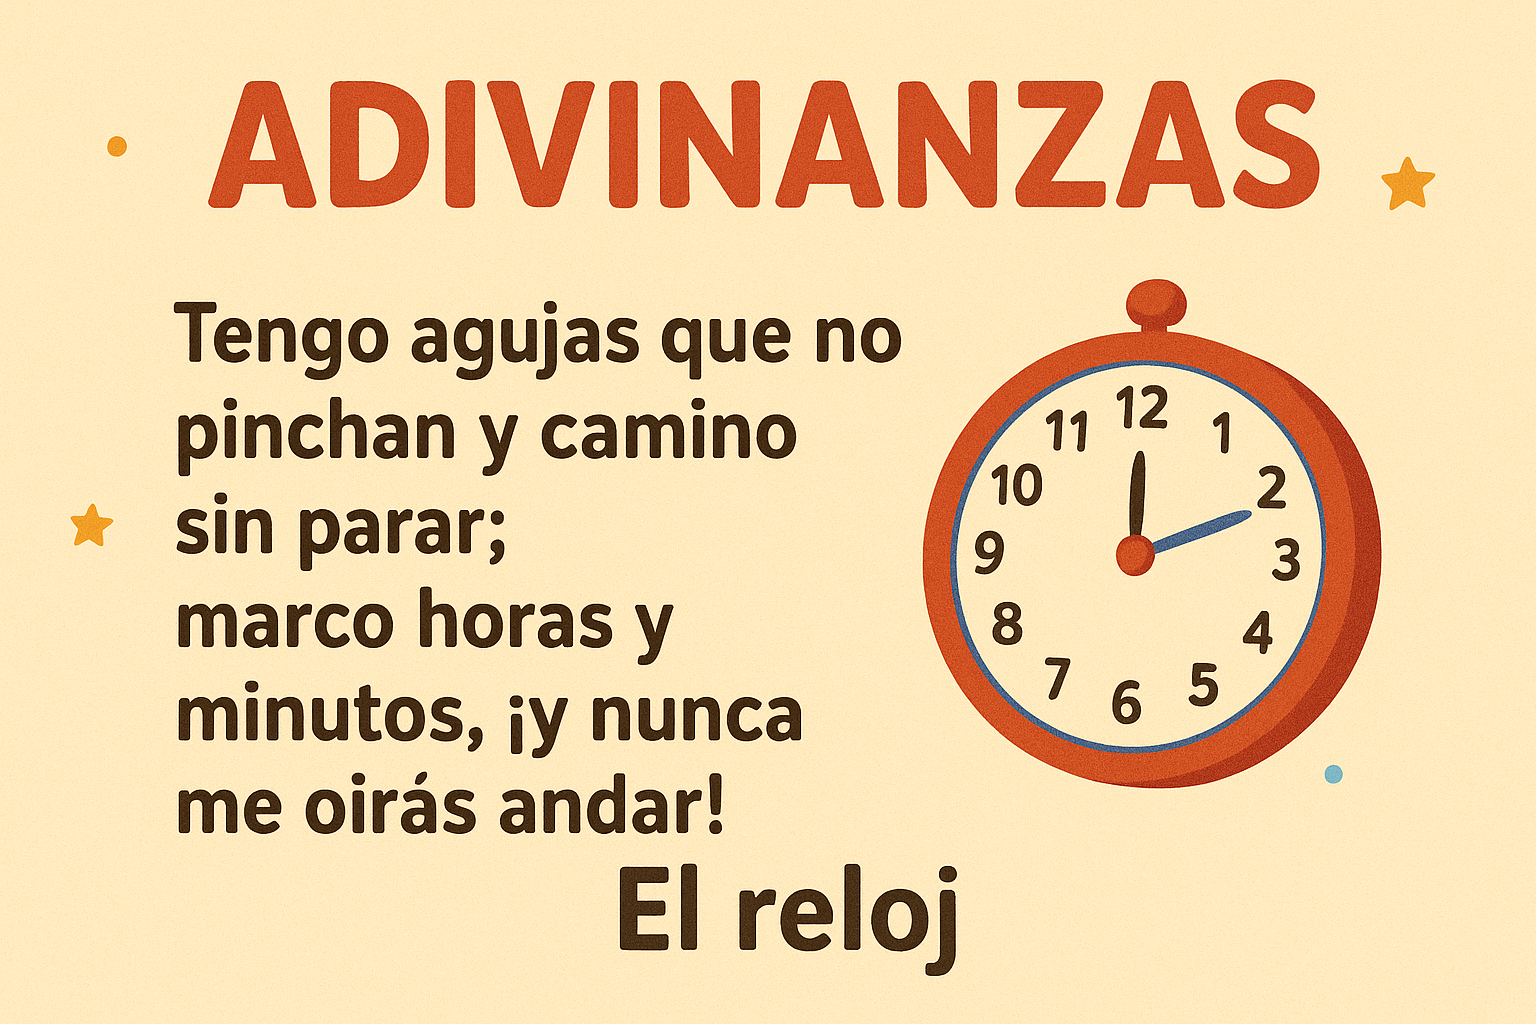 ADIVINANZAS
Tengo agujas que no
pinchan y camino
sin parar;
marco horas y
minutos, ¡y nunca
me oirás andar!
El reloj
12
11
1
10
2
9
3
8
4
7
5
6